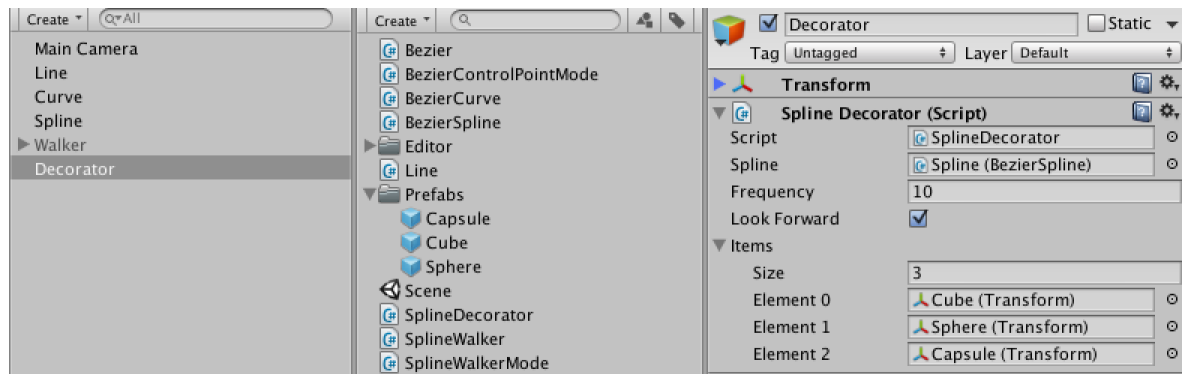 Create
All
Main Camera
Line
Curve
Spline
Walker
Decorator
Create
Bezier
BezierControlPointMode
BezierCurve
BezierSpline
Editor
Line
Prefabs
Capsule
Cube
Sphere
Scene
SplineDecorator
SplineWalker
SplineWalkerMode
Decorator Static
Tag Untagged Layer Default
Transform
C# Spline Decorator (Script)
Script SplineDecorator
Spline Spline (BezierSpline)
Frequency 10
Look Forward
Items
Size 3
Element 0 Cube (Transform)
Element 1 Sphere (Transform)
Element 2 Capsule (Transform)